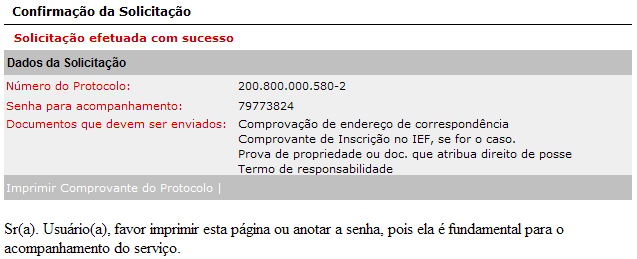 Confirmação da Solicitação
Solicitação efetuada com sucesso
Dados da Solicitação
Número do Protocolo: 200.800.000.580-2
Senha para acompanhamento: 79773824
Documentos que devem ser enviados: Comprovação de endereço de correspondência
Comprovante de Inscrição no IEF, se for o caso.
Prova de propriedade ou doc. que atribua direito de posse
Termo de responsabilidade
Imprimir Comprovante do Protocolo |
Sr(a). Usuário(a), favor imprimir esta página ou anotar a senha, pois ela é fundamental para o
acompanhamento do serviço.